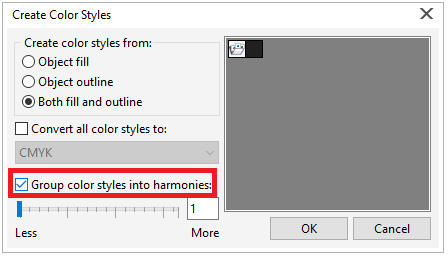 Create Color Styles
Create color styles from:
Object fill
Object outline
Both fill and outline
Convert all color styles to:
CMYK
Group color styles into harmonies:
1
Less
More
OK
Cancel